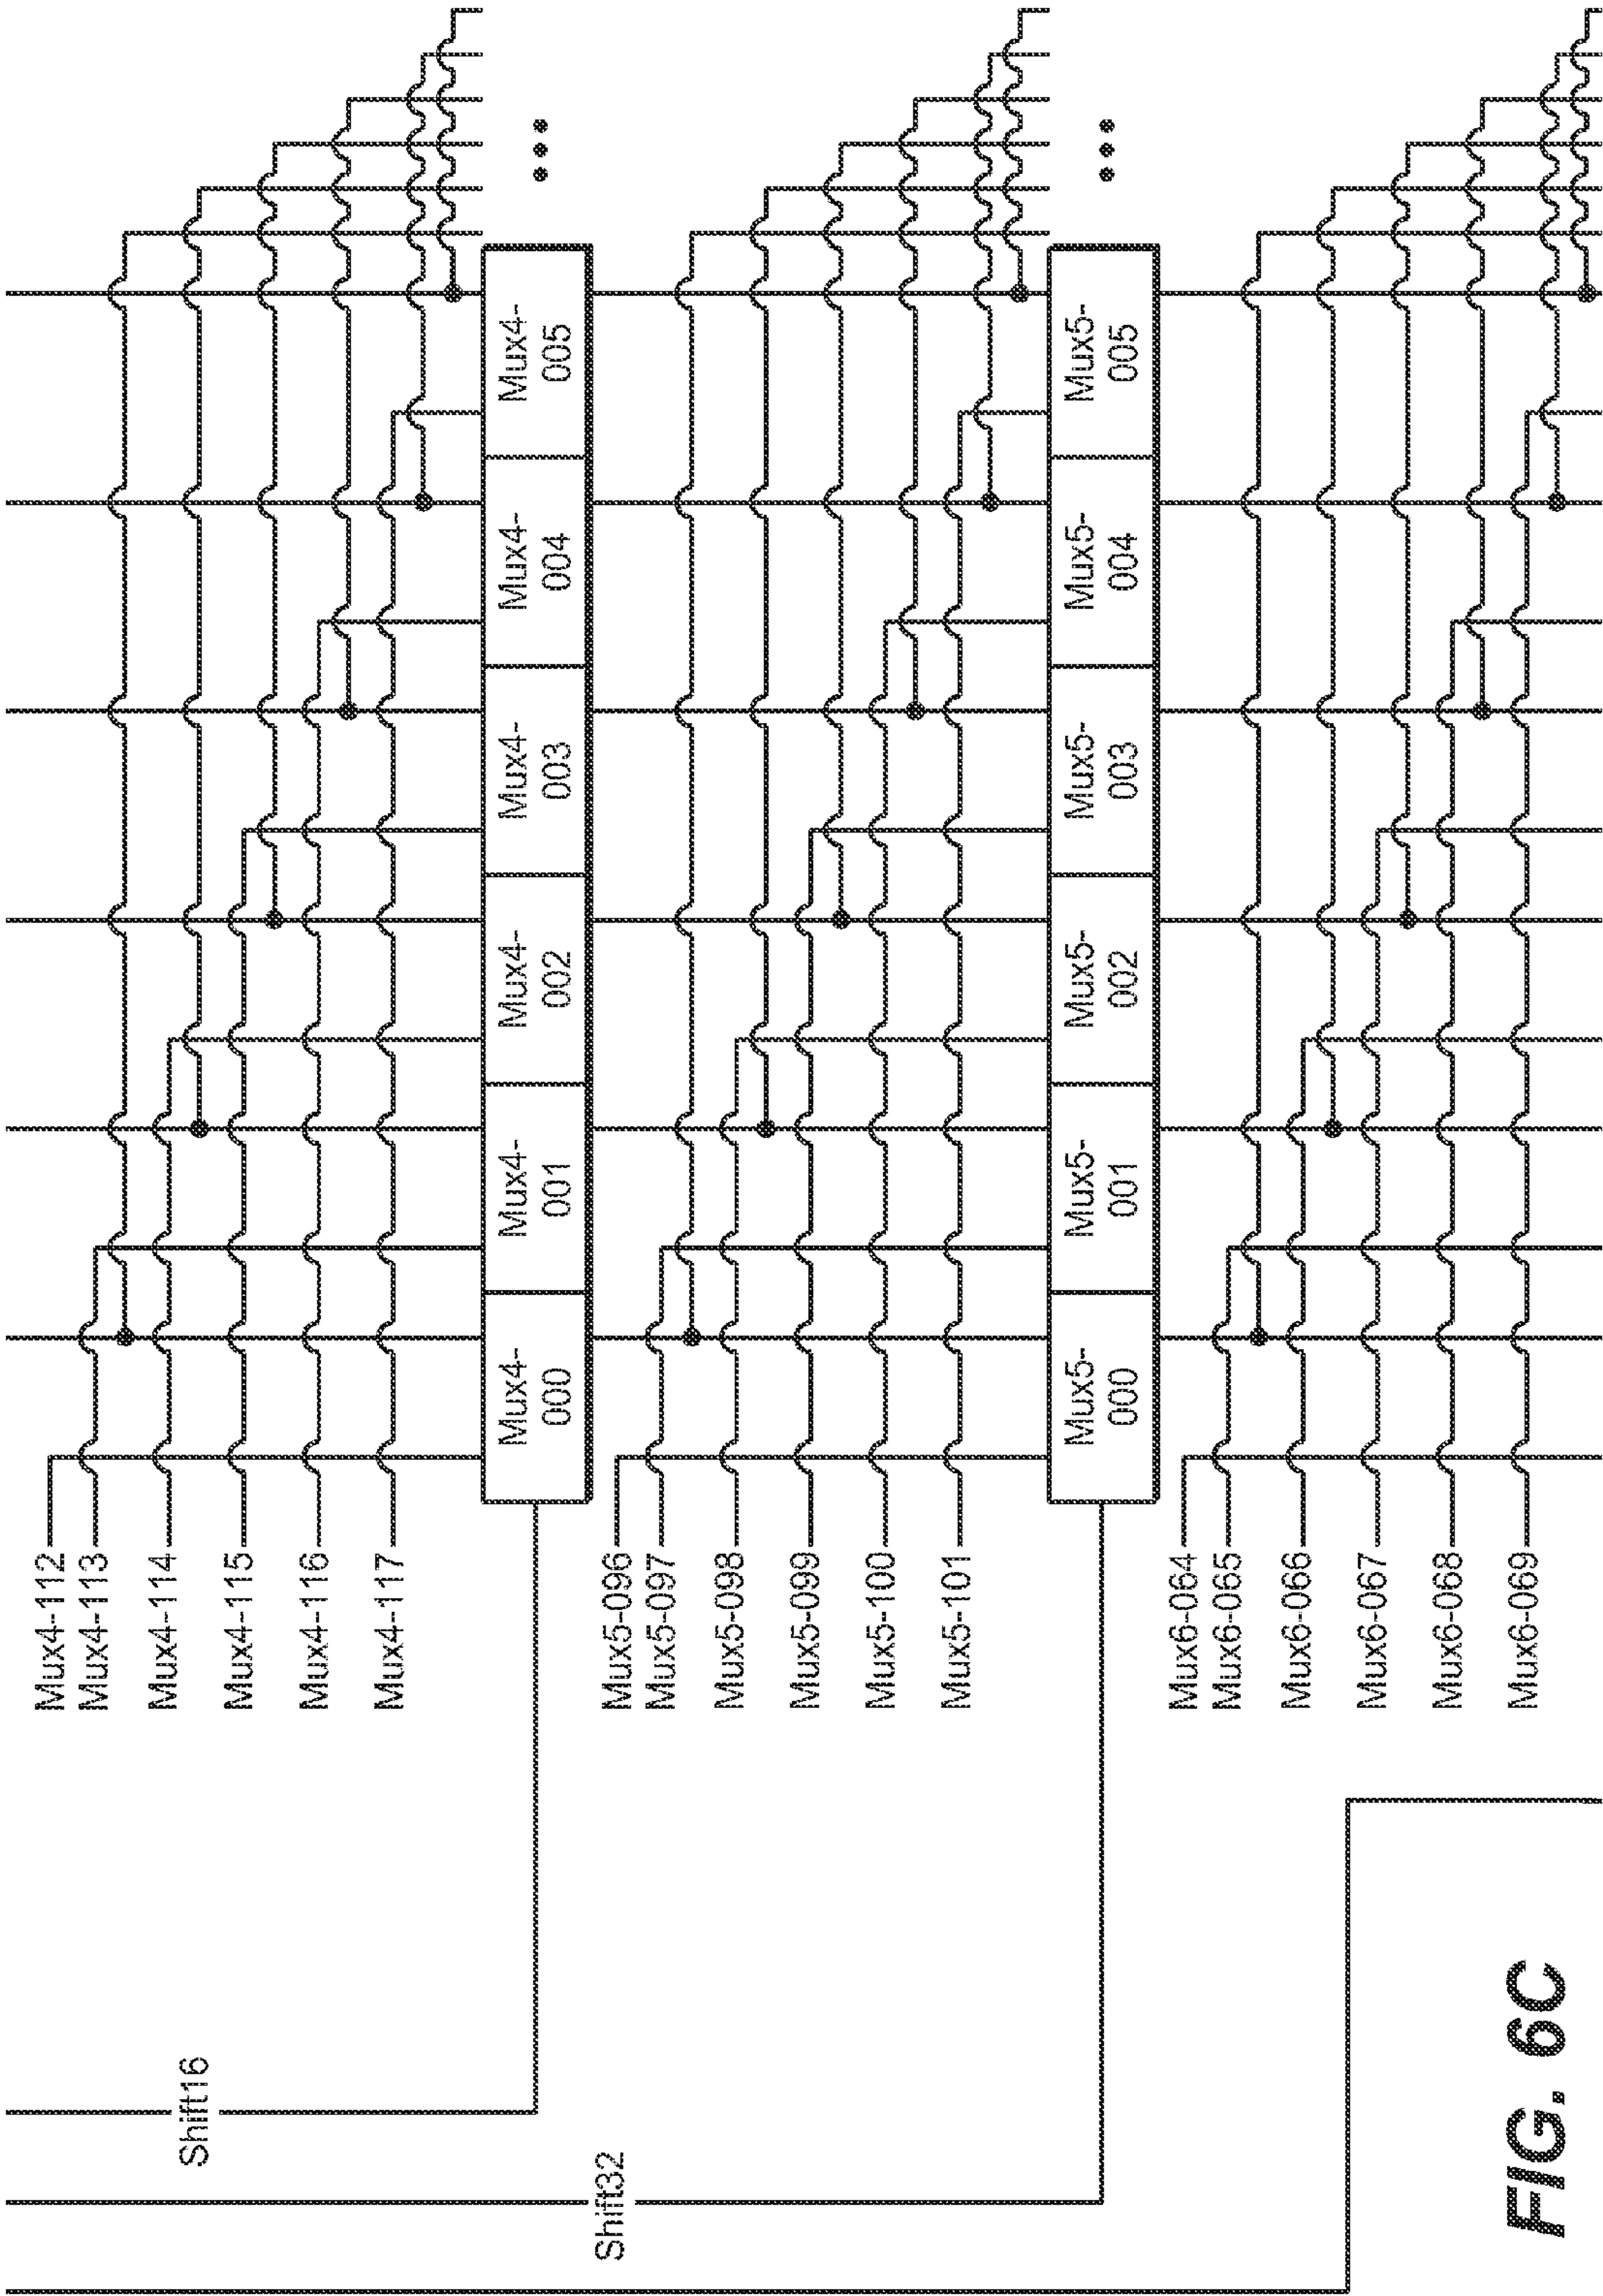 Mux4-112
Mux4-113
Mux4-114
Mux4-115
Mux4-116
Mux4-117
Shift16
Mux4-
000
Mux4-
001
Mux4-
002
Mux4-
003
Mux4-
004
Mux4-
005
Mux5-096
Mux5-097
Mux5-098
Mux5-099
Mux5-100
Mux5-101
Shift32
Mux5-
000
Mux5-
001
Mux5-
002
Mux5-
003
Mux5-
004
Mux5-
005
Mux6-064
Mux6-065
Mux6-066
Mux6-067
Mux6-068
Mux6-069
FIG. 6C